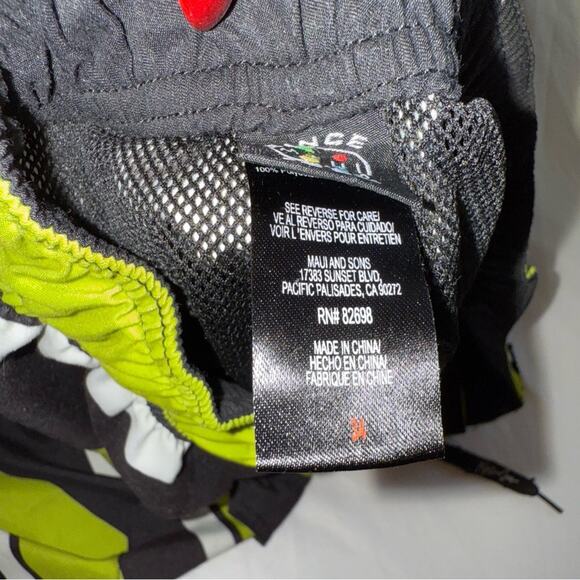 100%
SEE REVERSE FOR CARE/
VE AL REVERSO PARA CUIDADO/
VOIR L'ENVERS POUR ENTRETIEN
MAUI AND SONS
17383 SUNSET BLVD,
PACIFIC PALISADES, CA 90272
RN# 82698
MADE IN CHINA/
HECHO EN CHINA/
FABRIQUE EN CHINE
34